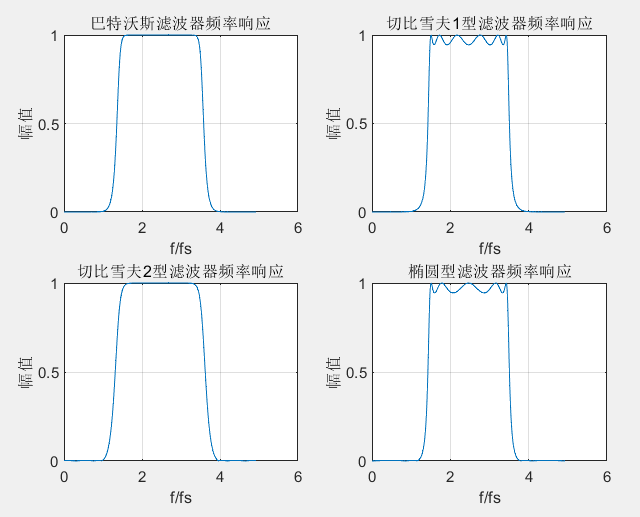 巴特沃斯滤波器频率响应
幅值
1
0.5
0
0 2 4 6
f/fs
切比雪夫1型滤波器频率响应
幅值
1
0.5
0
0 2 4 6
f/fs
切比雪夫2型滤波器频率响应
幅值
1
0.5
0
0 2 4 6
f/fs
椭圆型滤波器频率响应
幅值
1
0.5
0
0 2 4 6
f/fs